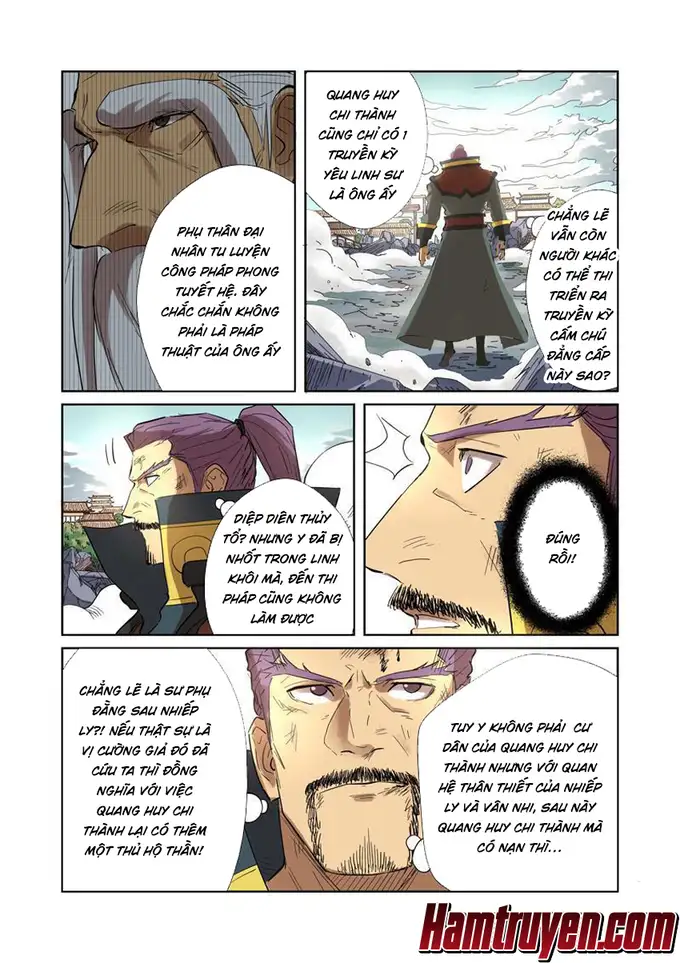 PHỤ THÂN ĐẠI
NHÂN TU LUYỆN
CÔNG PHÁP PHONG
TUYẾT HỆ. ĐÂY
CHẮC CHẮN KHÔNG
PHẢI LÀ PHÁP
THUẬT CỦA ÔNG ẤY
QUANG HUY
CHI THÀNH
CŨNG CHỈ CÓ 1
TRUYỀN KỲ
YÊU LINH SƯ
LÀ ÔNG ẤY
CHẲNG LẼ
VẪN CÒN
NGƯỜI KHÁC
CÓ THỂ THI
TRIỂN RA
TRUYỀN KỲ
CẤM CHÚ
ĐẲNG CẤP
NÀY SAO?
DIỆP DIÊN THỦY
TỔ? NHƯNG Y ĐÃ BỊ
NHỐT TRONG LINH
KHÔI MÀ, ĐẾN THI
PHÁP CŨNG KHÔNG
LÀM ĐƯỢC
ĐÚNG
RỒI!
CHẲNG LẼ LÀ SƯ PHỤ
ĐẰNG SAU NHIẾP
LY?! NẾU THẬT SỰ LÀ
VỊ CƯỜNG GIẢ ĐÓ ĐÃ
CỨU TA THÌ ĐỒNG
NGHĨA VỚI VIỆC
QUANG HUY CHI
THÀNH LẠI CÓ THÊM
MỘT THỦ HỘ THẦN!
TUY Y KHÔNG PHẢI CƯ
DÂN CỦA QUANG HUY CHI
THÀNH NHƯNG VỚI QUAN
HỆ THÂN THIẾT CỦA NHIẾP
LY VÀ VÂN NHI, SAU NÀY
QUANG HUY CHI THÀNH MÀ
CÓ NẠN THÌ...
Hamtruyen.com